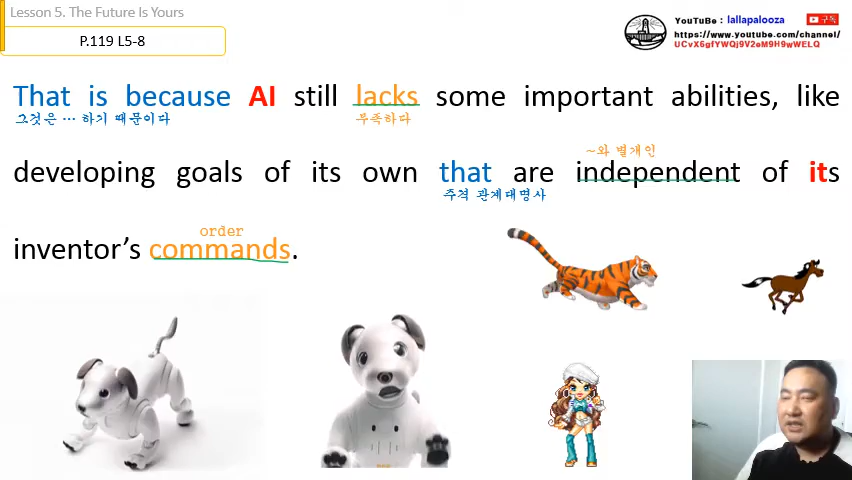 Lesson 5. The Future Is Yours
P.119 L5-8
YouTuBe : lallapalooza
구독
https://www.youtube.com/channel/
UCvX6gfYWQj9V2eM9H9wWELQ
That is because AI still lacks some important abilities, like
그것은 … 하기 때문이다
부족하다
~와 별개인
developing goals of its own that are independent of its
주격 관계대명사
order
inventor’s commands.